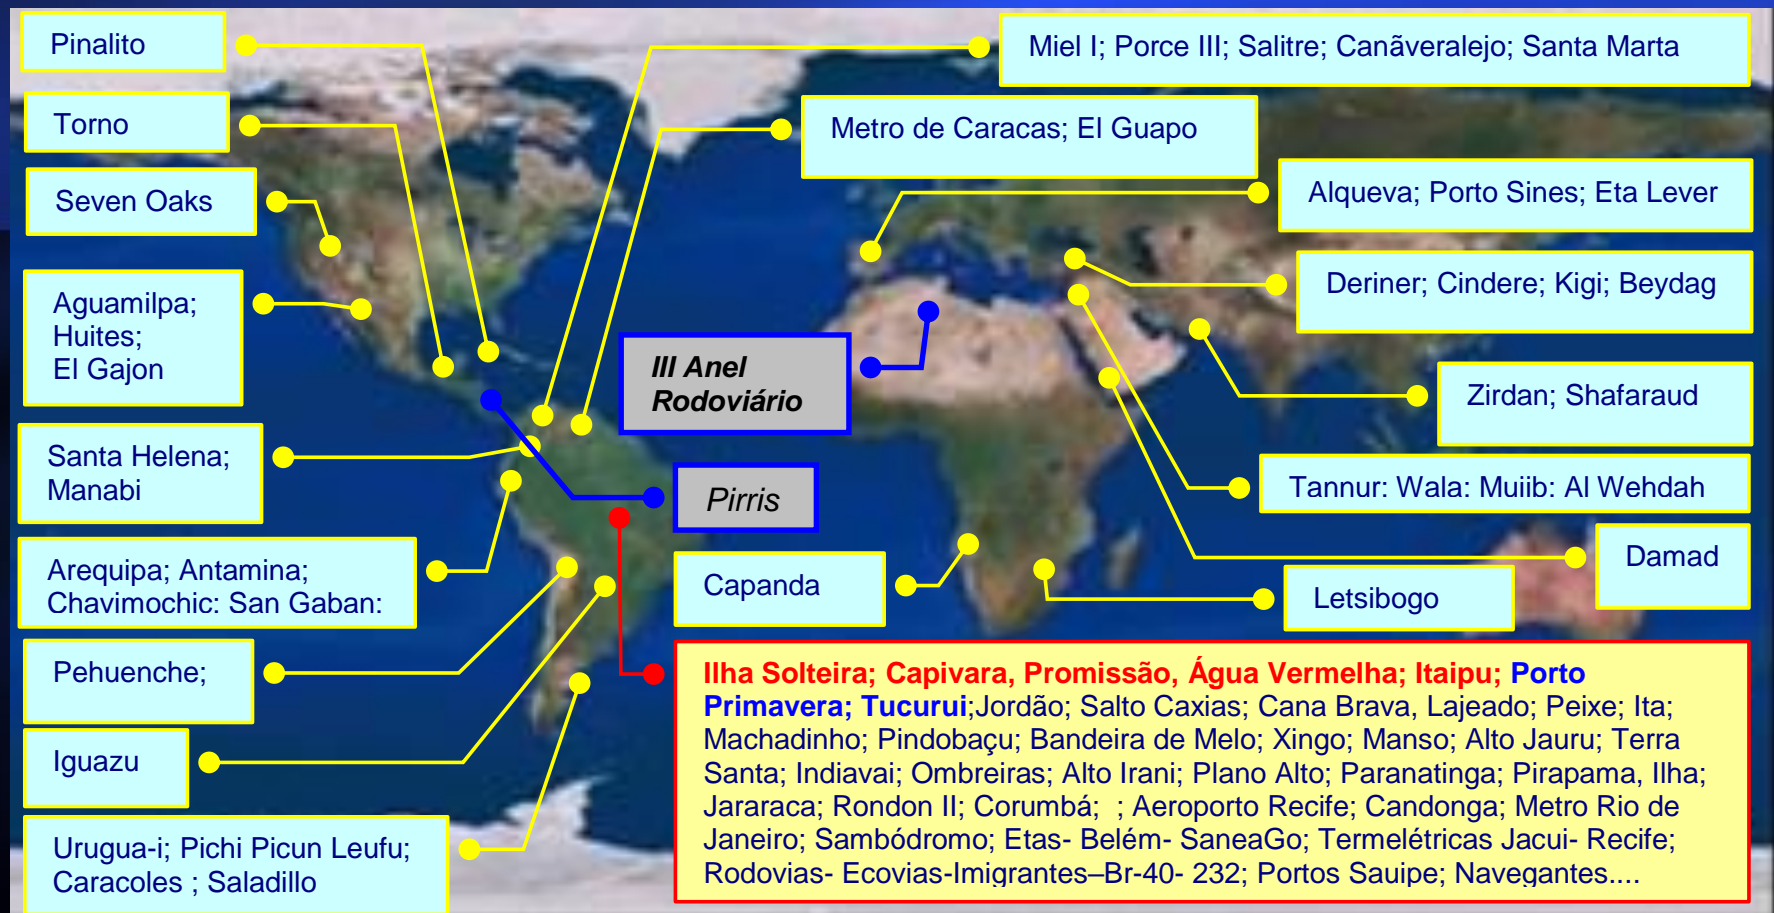 Pinalito
Miel I; Porce III; Salitre; Canãveralejo; Santa Marta
Torno
Metro de Caracas; El Guapo
Seven Oaks
Alqueva; Porto Sines; Eta Lever
Aguamilpa;
Huites;
El Gajon
Deriner; Cindere; Kigi; Beydag
III Anel
Rodoviário
Zirdan; Shafaraud
Santa Helena;
Manabi
Pirris
Tannur: Wala: Muiib: Al Wehdah
Arequipa; Antamina;
Chavimochic: San Gaban:
Capanda
Damad
Letsibogo
Pehuenche;
Iguazu
Urugua-i; Pichi Picun Leufu;
Caracoles ; Saladillo
Ilha Solteira; Capivara, Promissão, Água Vermelha; Itaipu; Porto
Primavera; Tucurui;Jordão; Salto Caxias; Cana Brava, Lajeado; Peixe; Ita;
Machadinho; Pindobaçu; Bandeira de Melo; Xingo; Manso; Alto Jauru; Terra
Santa; Indiavai; Ombreiras; Alto Irani; Plano Alto; Paranatinga; Pirapama, Ilha;
Jararaca; Rondon II; Corumbá;  ; Aeroporto Recife; Candonga; Metro Rio de
Janeiro; Sambódromo; Etas- Belém- SaneaGo; Termelétricas Jacui- Recife;
Rodovias- Ecovias-Imigrantes–Br-40- 232; Portos Sauipe; Navegantes....